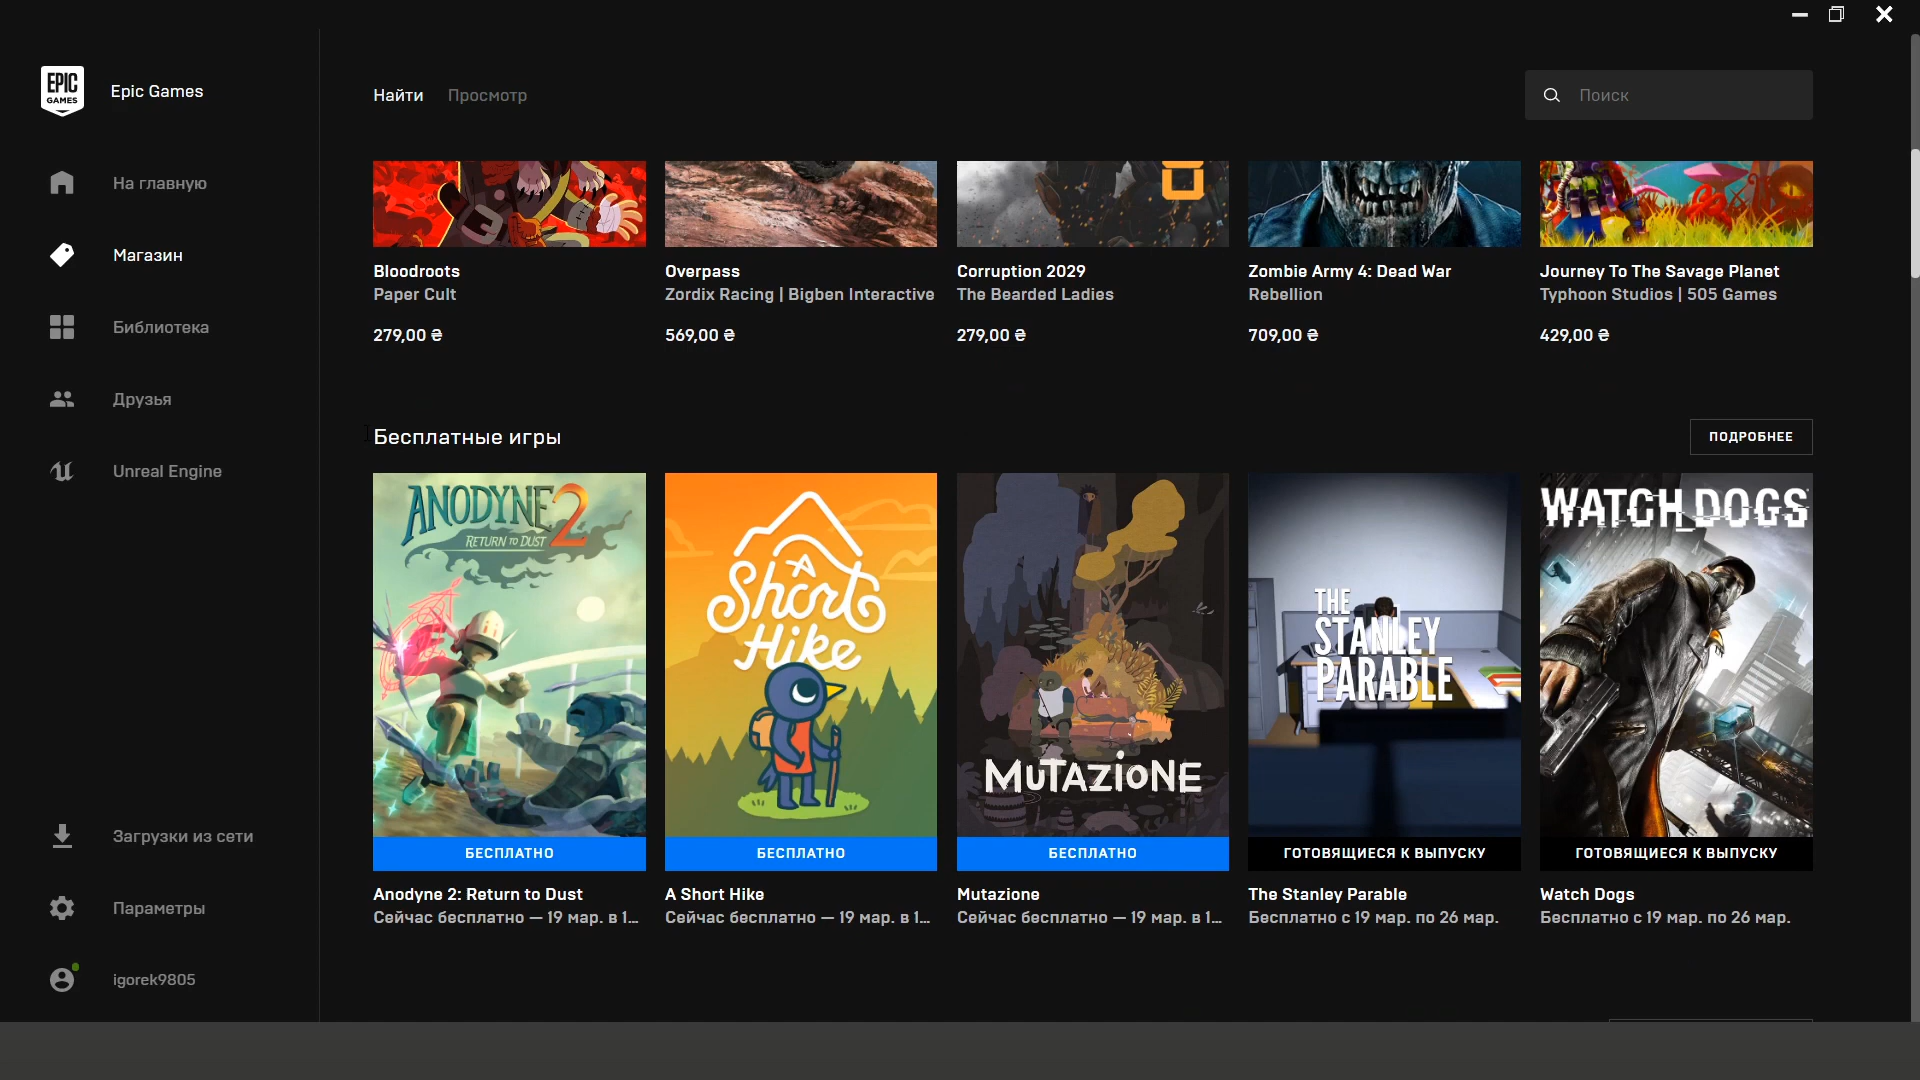 EPIC
GAMES
Epic Games
На главную
Магазин
Библиотека
Друзья
Unreal Engine
Загрузки из сети
Параметры
igorek9805
Найти
Просмотр
Поиск
Bloodroots
Paper Cult
279,00 ₴
Overpass
Zordix Racing | Bigben Interactive
569,00 ₴
Corruption 2029
The Bearded Ladies
279,00 ₴
Zombie Army 4: Dead War
Rebellion
709,00 ₴
Journey To The Savage Planet
Typhoon Studios | 505 Games
429,00 ₴
Бесплатные игры
ПОДРОБНЕЕ
ANODYNE 2
RETURN TO DUST
БЕСПЛАТНО
Anodyne 2: Return to Dust
Сейчас бесплатно — 19 мар. в 1...
A
Short
Hike
БЕСПЛАТНО
A Short Hike
Сейчас бесплатно — 19 мар. в 1...
MUTAZIONE
БЕСПЛАТНО
Mutazione
Сейчас бесплатно — 19 мар. в 1...
THE
STANLEY
PARABLE
ГОТОВЯЩИЕСЯ К ВЫПУСКУ
The Stanley Parable
Бесплатно с 19 мар. по 26 мар.
WATCH_DOGS
ГОТОВЯЩИЕСЯ К ВЫПУСКУ
Watch Dogs
Бесплатно с 19 мар. по 26 мар.